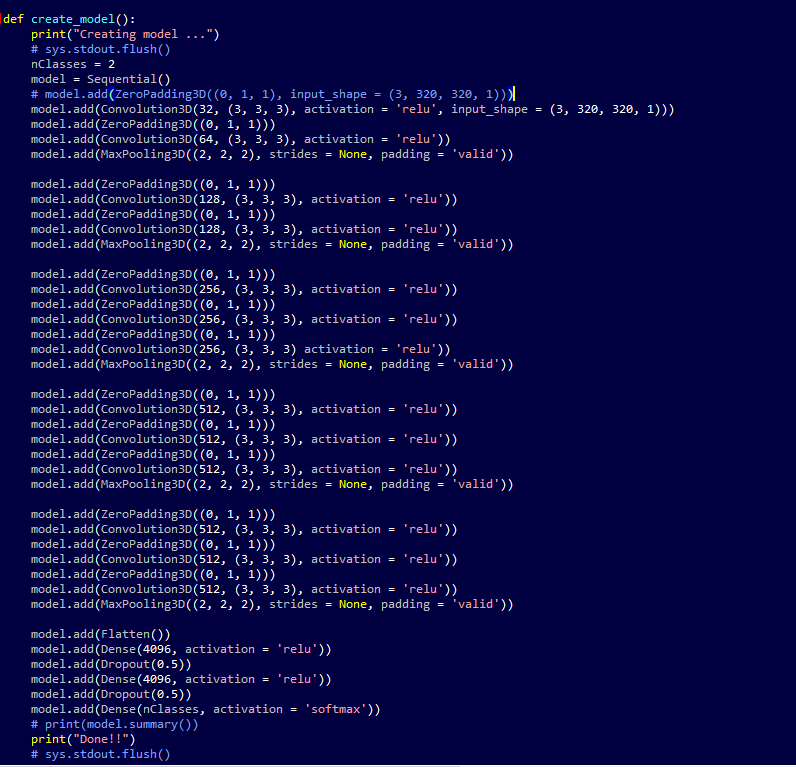 def create_model():
    print("Creating model ...")
    # sys.stdout.flush()
    nClasses = 2
    model = Sequential()
    # model.add(ZeroPadding3D((0, 1, 1), input_shape = (3, 320, 320, 1)))
    model.add(Convolution3D(32, (3, 3, 3), activation = 'relu', input_shape = (3, 320, 320, 1)))
    model.add(ZeroPadding3D((0, 1, 1)))
    model.add(Convolution3D(64, (3, 3, 3), activation = 'relu'))
    model.add(MaxPooling3D((2, 2, 2), strides = None, padding = 'valid'))

    model.add(ZeroPadding3D((0, 1, 1)))
    model.add(Convolution3D(128, (3, 3, 3), activation = 'relu'))
    model.add(ZeroPadding3D((0, 1, 1)))
    model.add(Convolution3D(128, (3, 3, 3), activation = 'relu'))
    model.add(MaxPooling3D((2, 2, 2), strides = None, padding = 'valid'))

    model.add(ZeroPadding3D((0, 1, 1)))
    model.add(Convolution3D(256, (3, 3, 3), activation = 'relu'))
    model.add(ZeroPadding3D((0, 1, 1)))
    model.add(Convolution3D(256, (3, 3, 3), activation = 'relu'))
    model.add(ZeroPadding3D((0, 1, 1)))
    model.add(Convolution3D(256, (3, 3, 3) activation = 'relu'))
    model.add(MaxPooling3D((2, 2, 2), strides = None, padding = 'valid'))

    model.add(ZeroPadding3D((0, 1, 1)))
    model.add(Convolution3D(512, (3, 3, 3), activation = 'relu'))
    model.add(ZeroPadding3D((0, 1, 1)))
    model.add(Convolution3D(512, (3, 3, 3), activation = 'relu'))
    model.add(ZeroPadding3D((0, 1, 1)))
    model.add(Convolution3D(512, (3, 3, 3), activation = 'relu'))
    model.add(MaxPooling3D((2, 2, 2), strides = None, padding = 'valid'))

    model.add(ZeroPadding3D((0, 1, 1)))
    model.add(Convolution3D(512, (3, 3, 3), activation = 'relu'))
    model.add(ZeroPadding3D((0, 1, 1)))
    model.add(Convolution3D(512, (3, 3, 3), activation = 'relu'))
    model.add(ZeroPadding3D((0, 1, 1)))
    model.add(Convolution3D(512, (3, 3, 3), activation = 'relu'))
    model.add(MaxPooling3D((2, 2, 2), strides = None, padding = 'valid'))

    model.add(Flatten())
    model.add(Dense(4096, activation = 'relu'))
    model.add(Dropout(0.5))
    model.add(Dense(4096, activation = 'relu'))
    model.add(Dropout(0.5))
    model.add(Dense(nClasses, activation = 'softmax'))
    # print(model.summary())
    print("Done!!")
    # sys.stdout.flush()